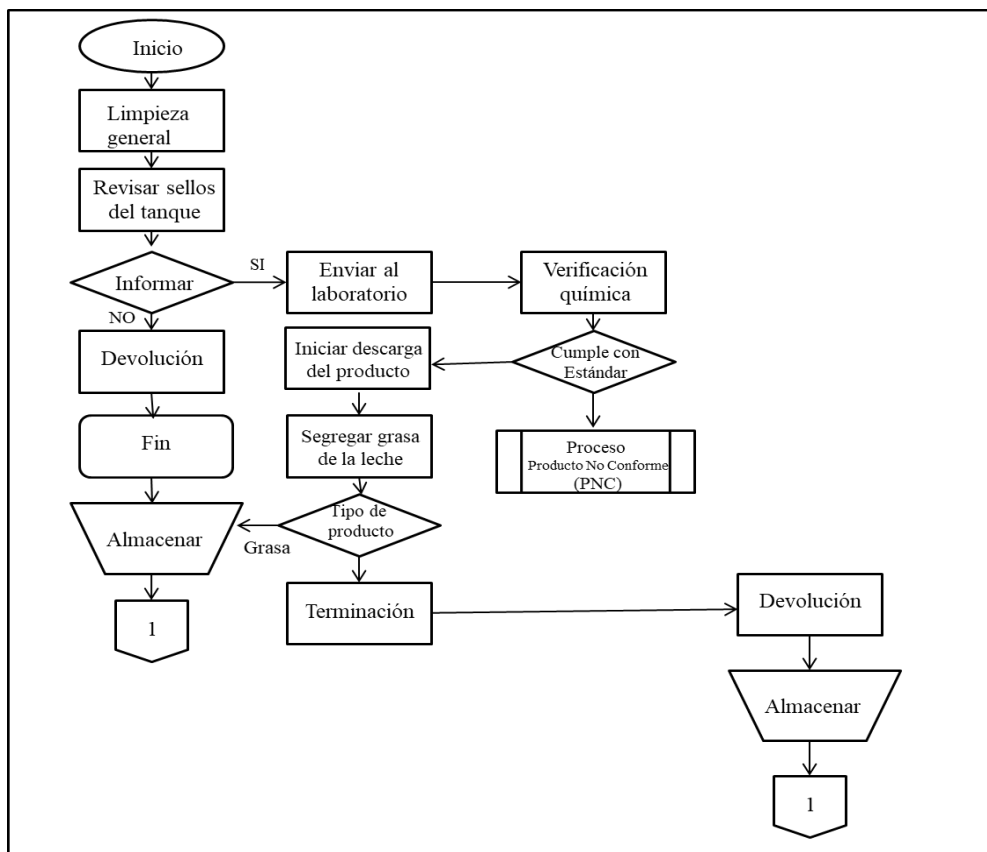 Inicio
Limpieza
general
Revisar sellos
del tanque
Informar
SI
Enviar al
laboratorio
Verificación
química
NO
Devolución
Iniciar descarga
del producto
Cumple con
Estándar
Fin
Segregar grasa
de la leche
Proceso
Producto No Conforme
(PNC)
Almacenar
Grasa
Tipo de
producto
1
Terminación
Devolución
Almacenar
1